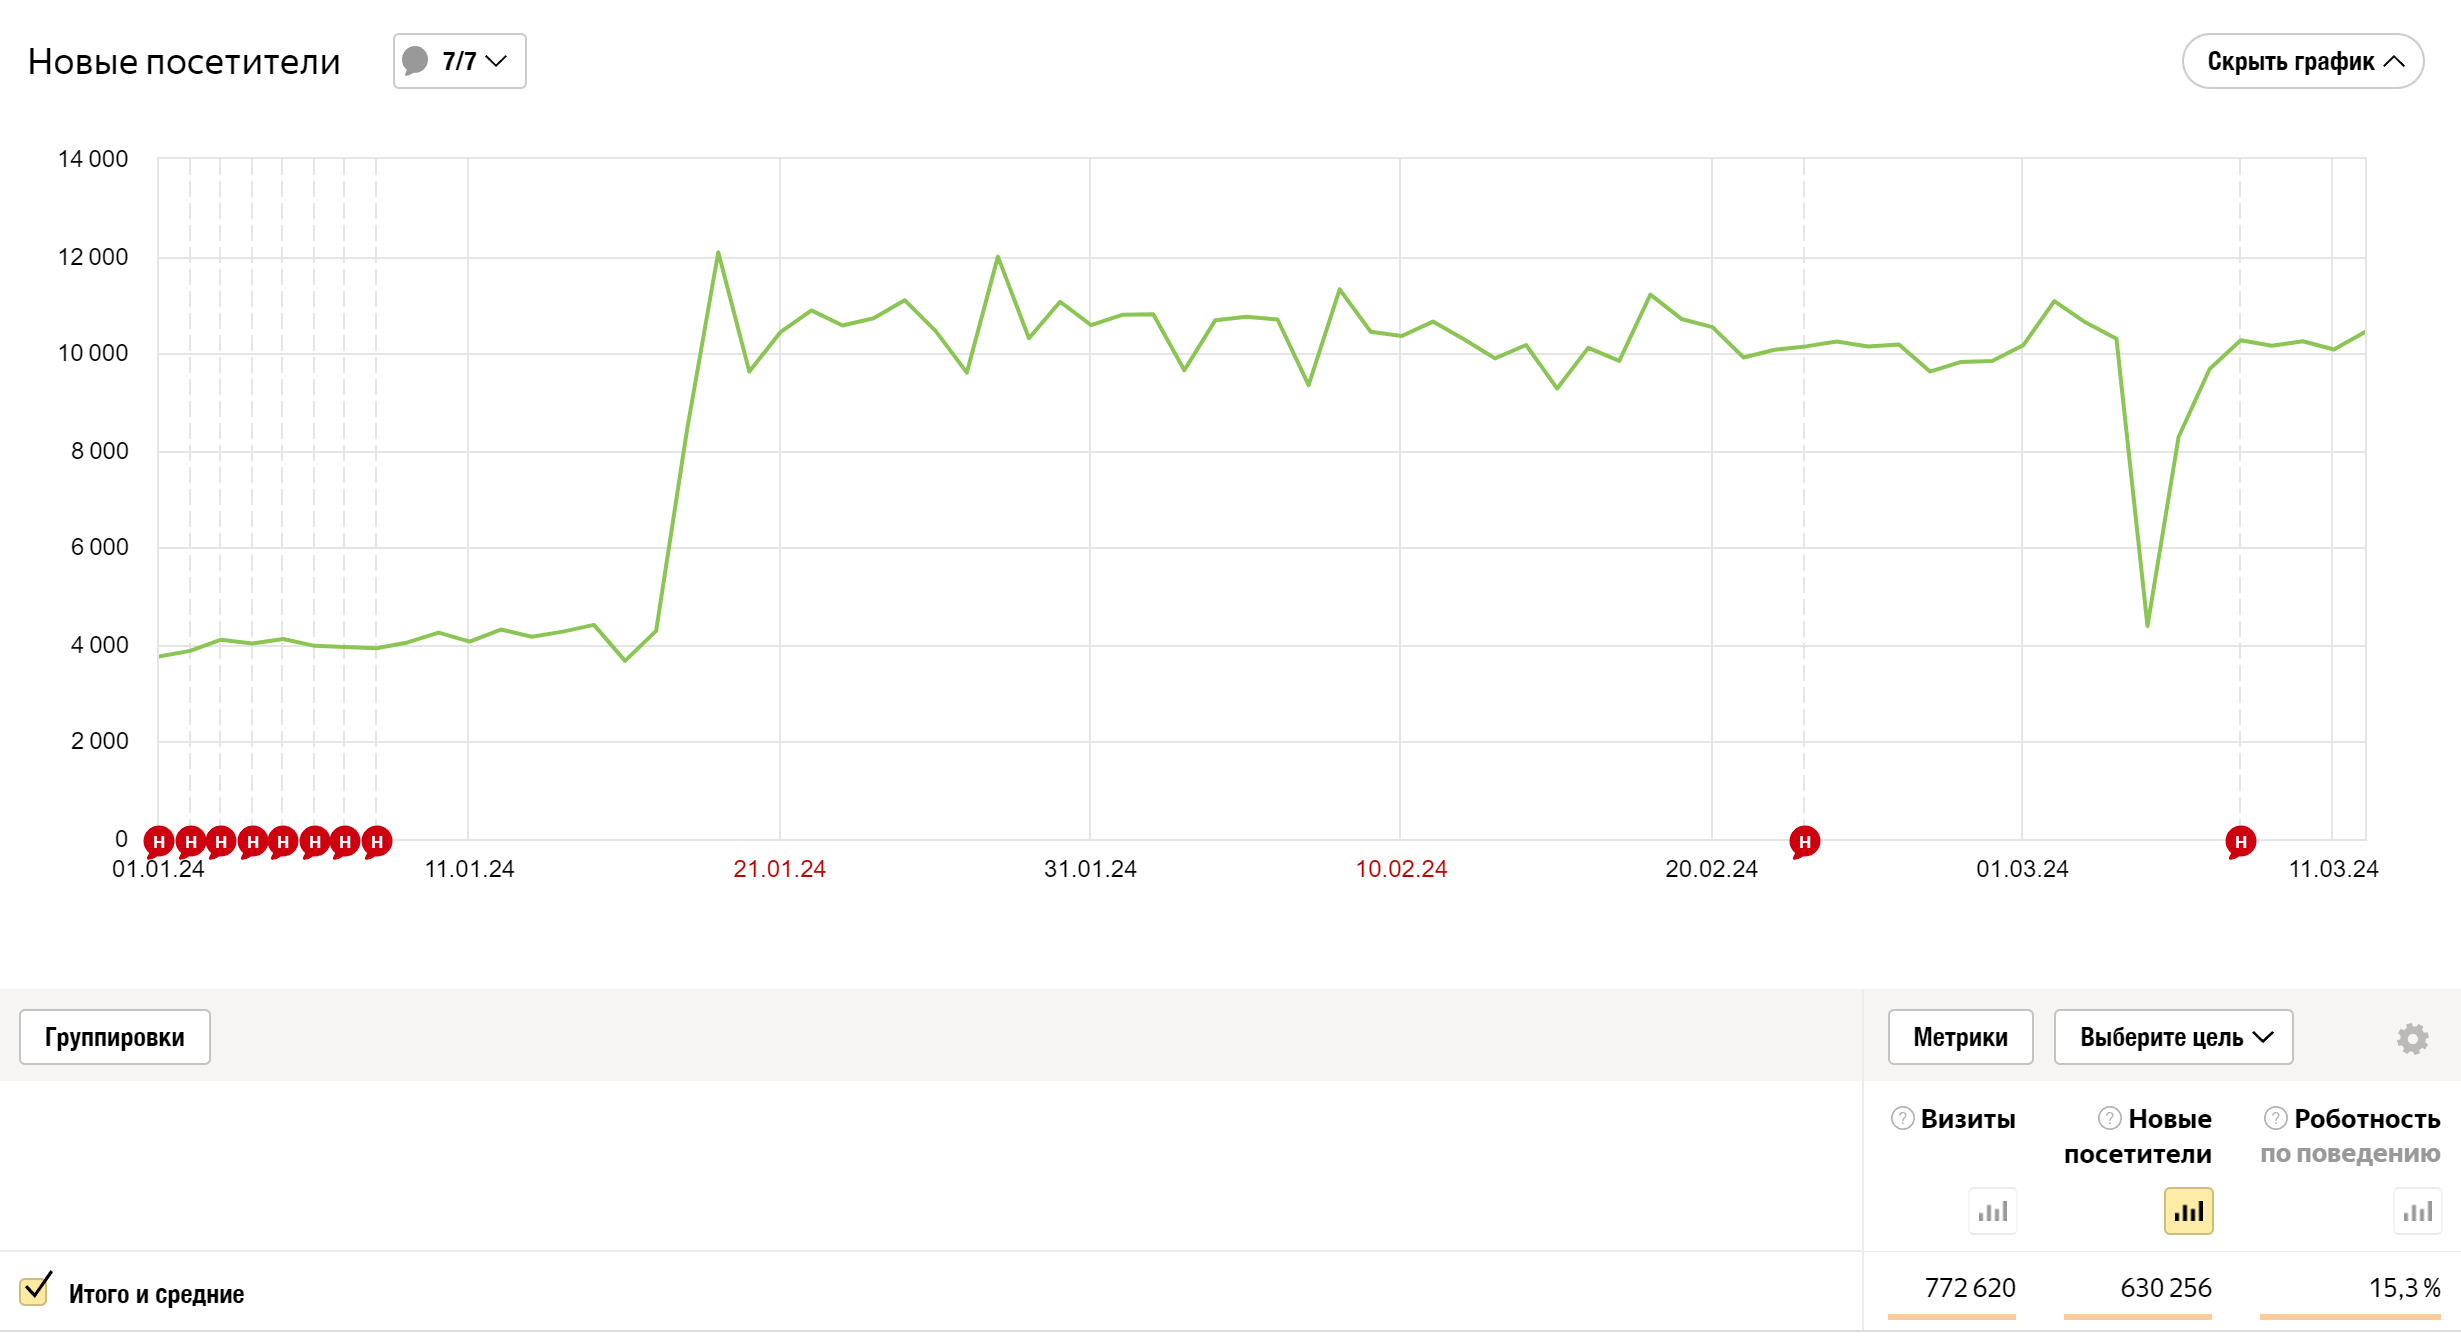 Новые посетители
7/7
Скрыть график
14 000
12 000
10 000
8 000
6 000
4 000
2 000
0
Н Н Н Н Н Н Н Н Н Н
01.01.24 11.01.24 21.01.24 31.01.24 10.02.24 20.02.24 01.03.24 11.03.24
Группировки
Метрики
Выберите цель
? Визиты
? Новые
посетители
? Роботность
по поведению
Итого и средние
772 620
630 256
15,3 %